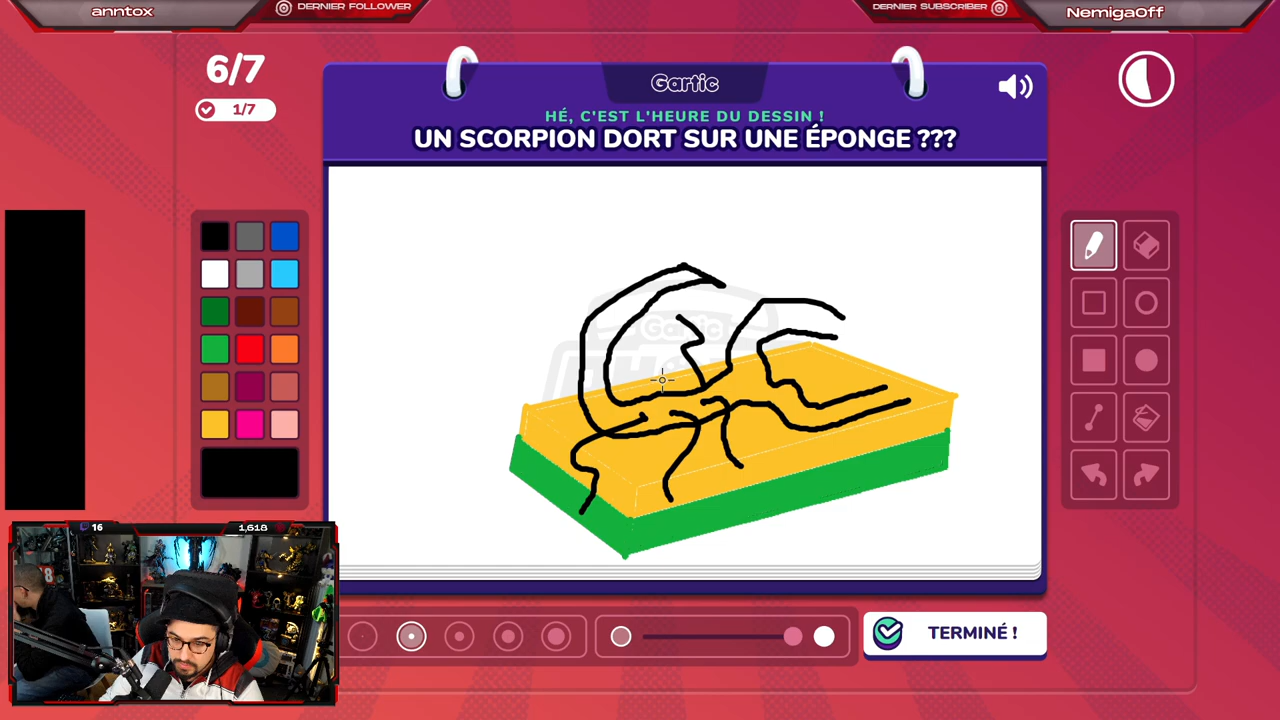 anntox
DERNIER FOLLOWER
DERNIER SUBSCRIBER
NemigaOff
6/7
1/7
Gartic
HÉ, C'EST L'HEURE DU DESSIN !
UN SCORPION DORT SUR UNE ÉPONGE ???
Gartic
16
1,618
TERMINÉ !